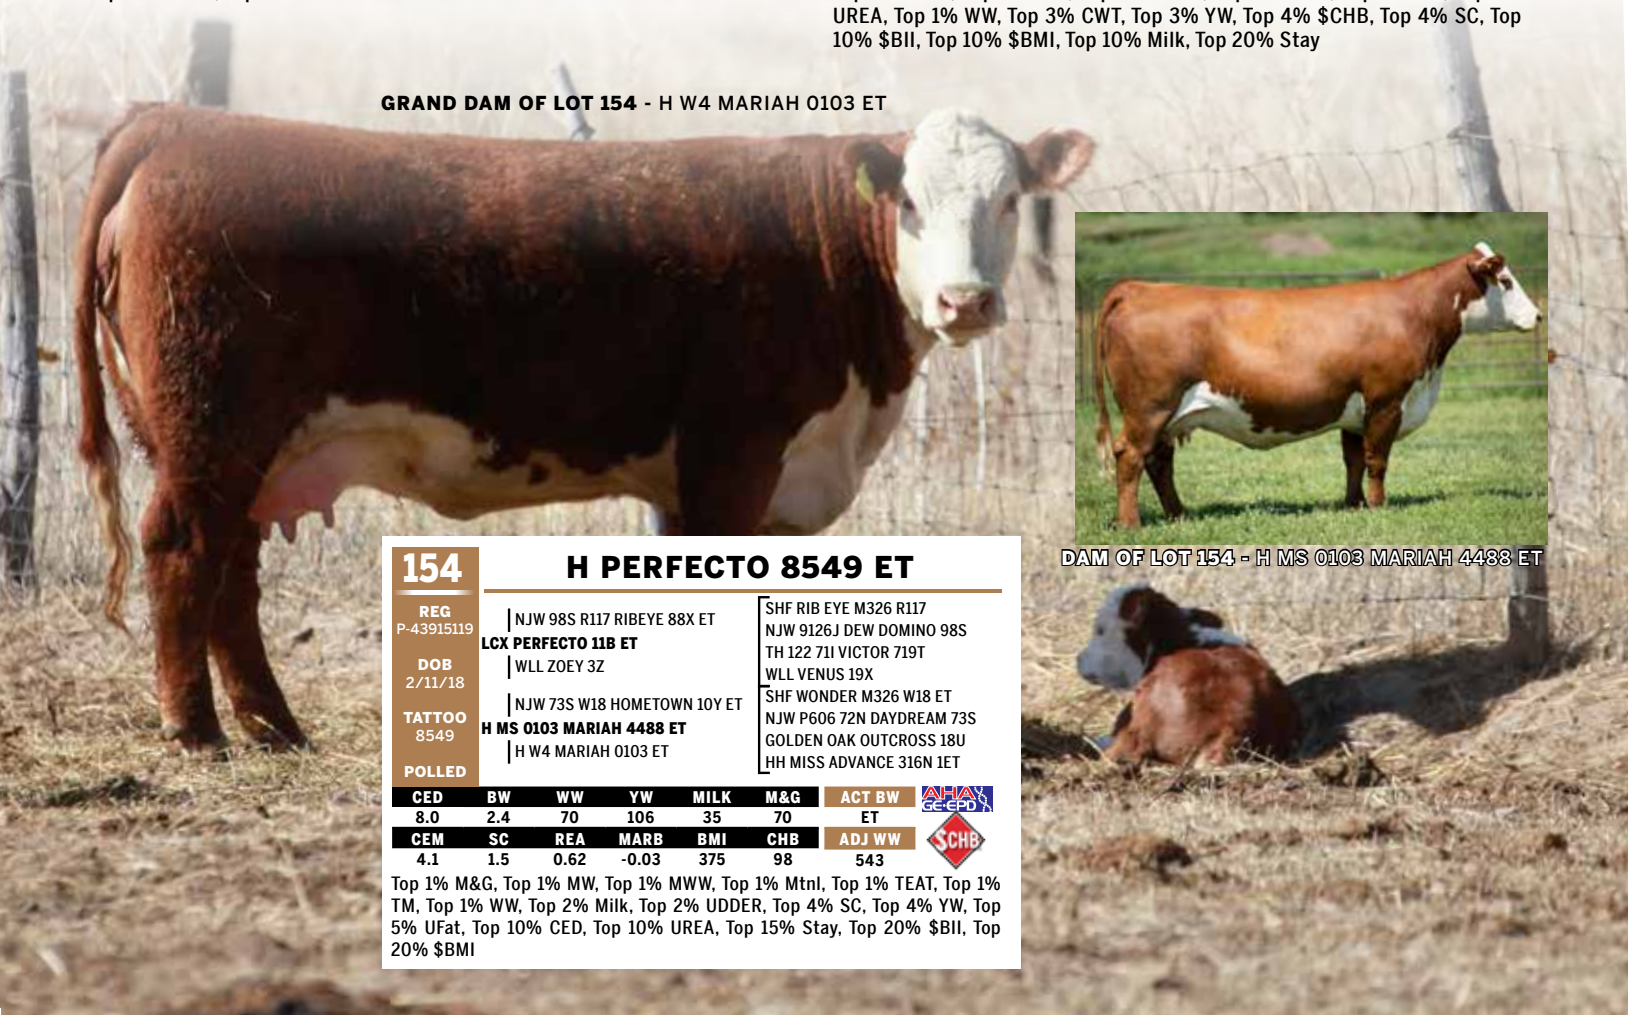 UREA, Top 1% WW, Top 3% CWT, Top 3% YW, Top 4% $CHB, Top 4% SC, Top
10% $BII, Top 10% $BMI, Top 10% Milk, Top 20% Stay
GRAND DAM OF LOT 154 - H W4 MARIAH 0103 ET
DAM OF LOT 154 - H MS 0103 MARIAH 4488 ET
154
H PERFECTO 8549 ET
REG
P-43915119
DOB
2/11/18
TATTOO
8549
POLLED
NJW 98S R117 RIBEYE 88X ET
LCX PERFECTO 11B ET
WLL ZOEY 3Z
NJW 73S W18 HOMETOWN 10Y ET
H MS 0103 MARIAH 4488 ET
H W4 MARIAH 0103 ET
SHF RIB EYE M326 R117
NJW 9126J DEW DOMINO 98S
TH 122 71I VICTOR 719T
WLL VENUS 19X
SHF WONDER M326 W18 ET
NJW P606 72N DAYDREAM 73S
GOLDEN OAK OUTCROSS 18U
HH MISS ADVANCE 316N 1ET
CED BW WW YW MILK M&G ACT BW
8.0 2.4 70 106 35 70 ET
CEM SC REA MARB BMI CHB ADJ WW
4.1 1.5 0.62 -0.03 375 98 543
AHA
GE-EPD
SCHB
Top 1% M&G, Top 1% MW, Top 1% MWW, Top 1% Mtnl, Top 1% TEAT, Top 1%
TM, Top 1% WW, Top 2% Milk, Top 2% UDDER, Top 4% SC, Top 4% YW, Top
5% UFat, Top 10% CED, Top 10% UREA, Top 15% Stay, Top 20% $BII, Top
20% $BMI